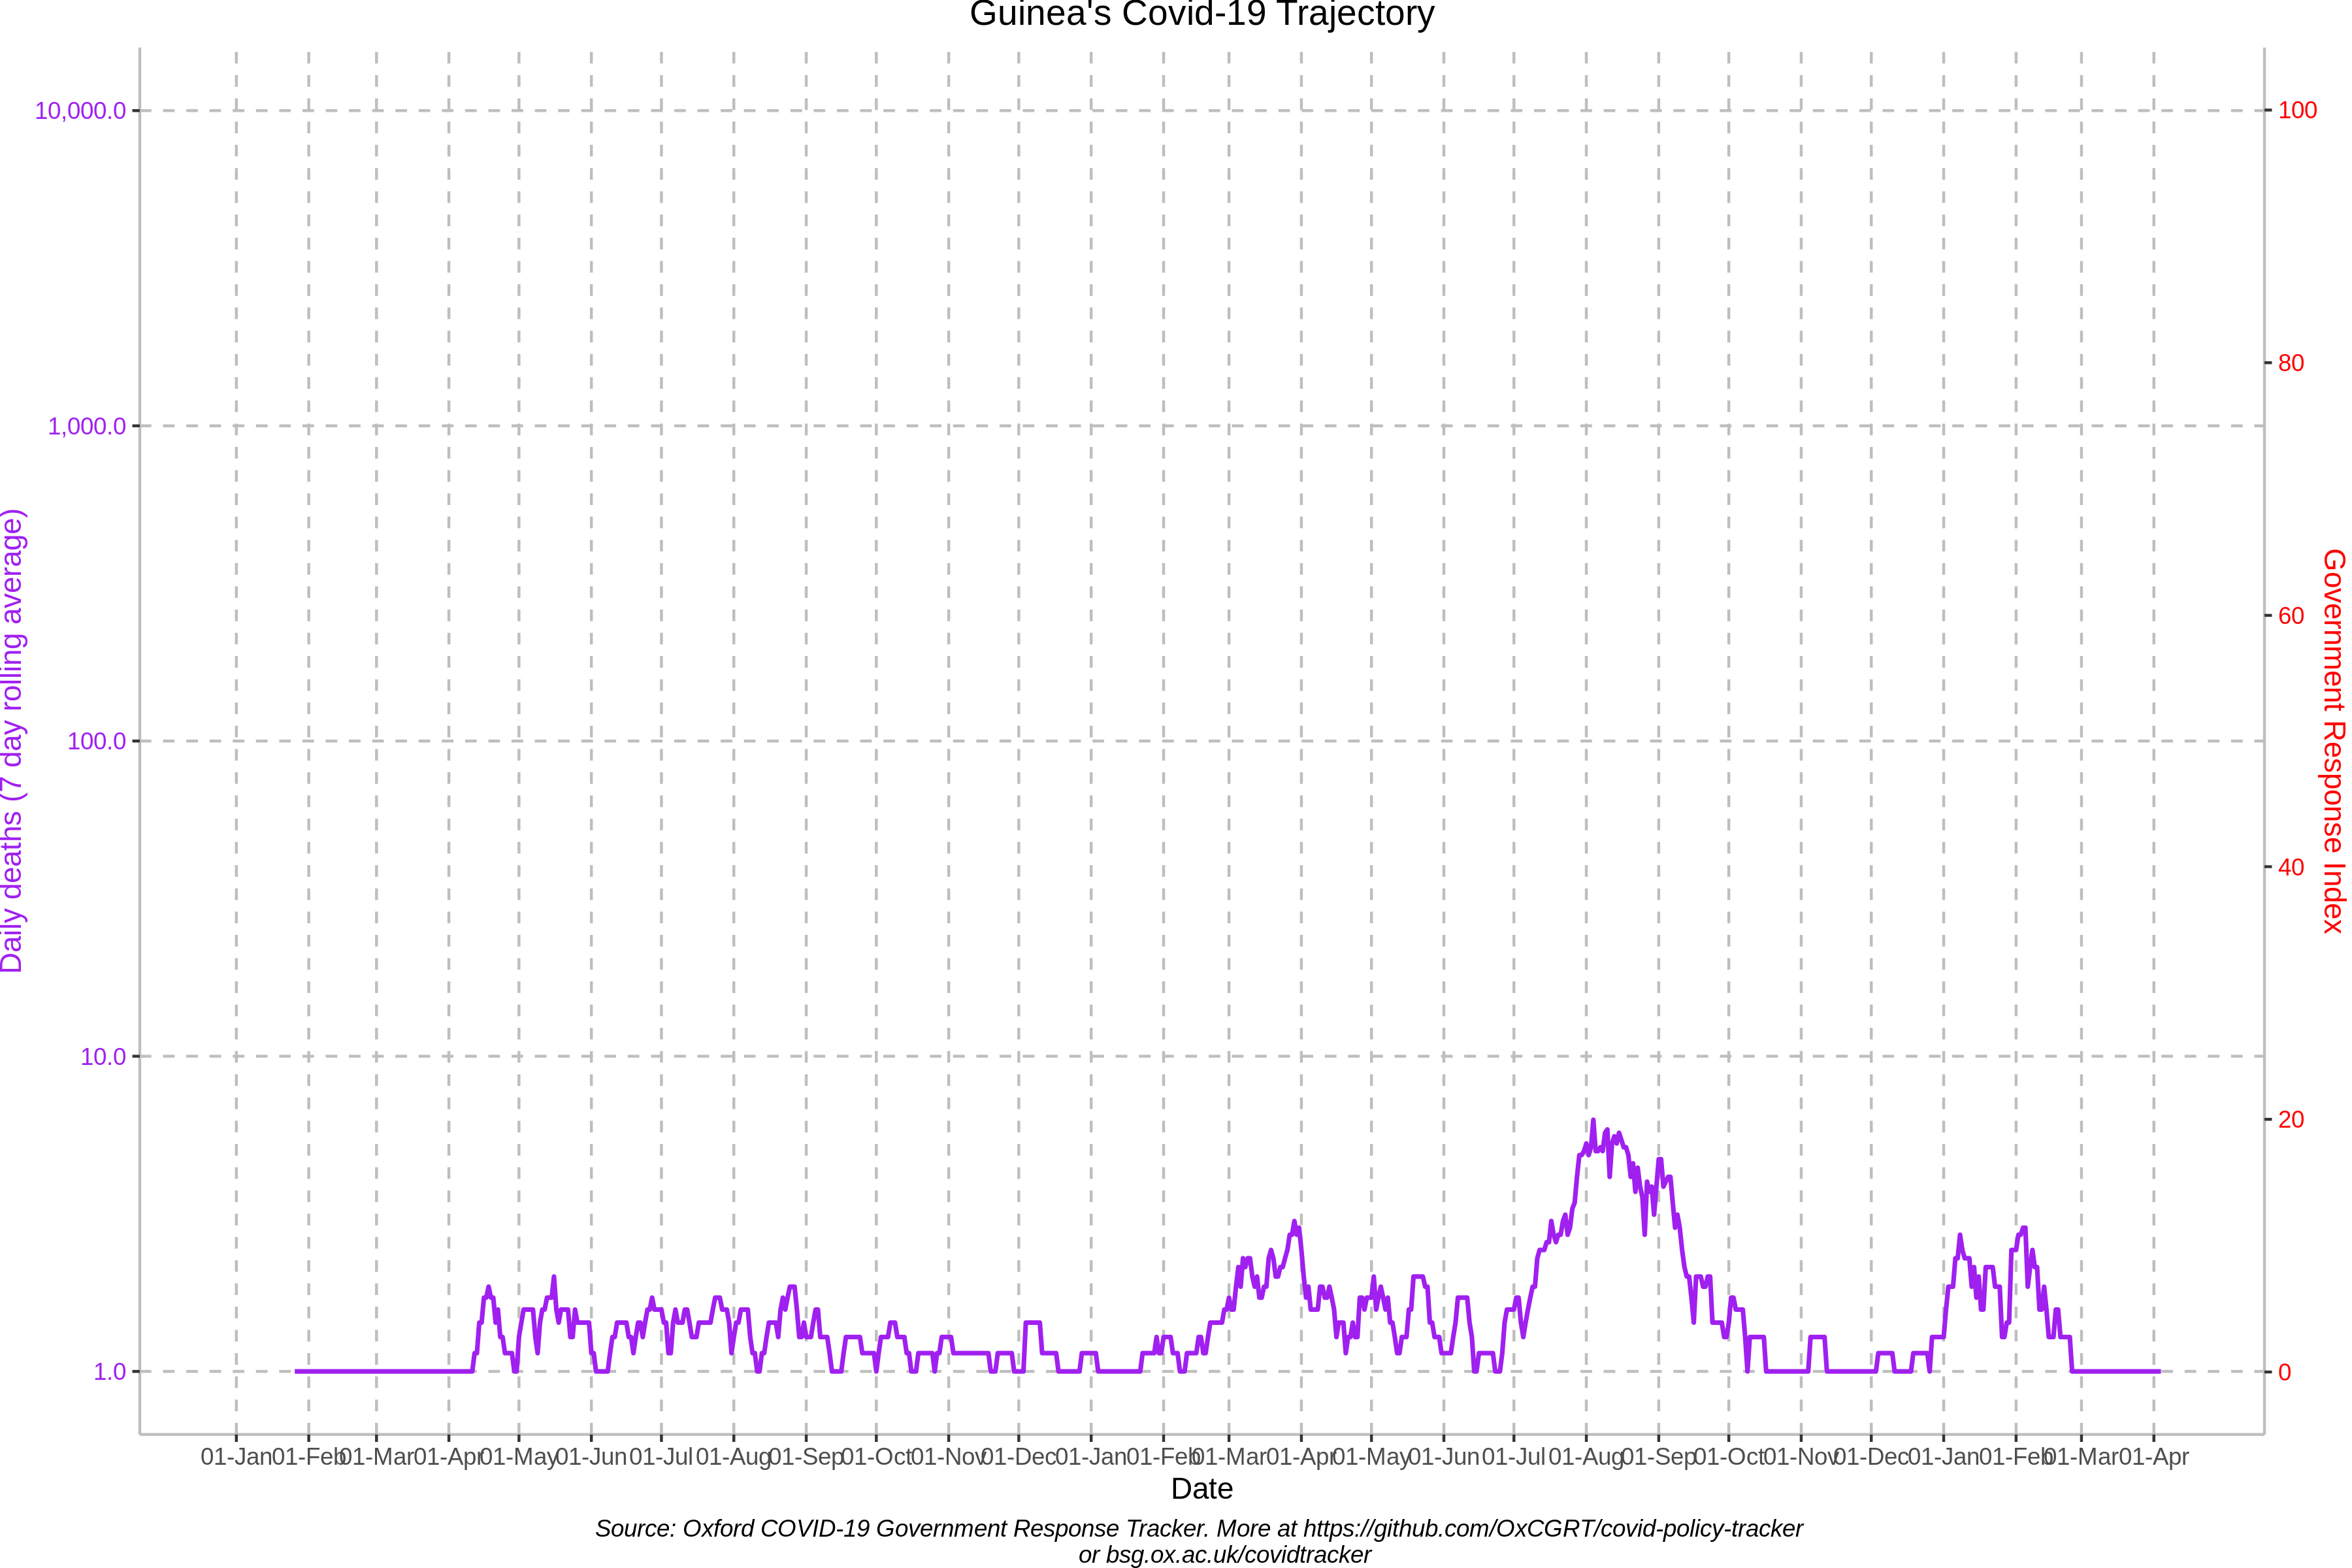 Guinea's Covid-19 Trajectory
10,000.0
1,000.0
100.0
10.0
1.0
Daily deaths (7 day rolling average)
100
80
60
40
20
0
Government Response Index
01-Jan 01-Feb 01-Mar 01-Apr 01-May 01-Jun 01-Jul 01-Aug 01-Sep 01-Oct 01-Nov 01-Dec 01-Jan 01-Feb 01-Mar 01-Apr 01-May 01-Jun 01-Jul 01-Aug 01-Sep 01-Oct 01-Nov 01-Dec 01-Jan 01-Feb 01-Mar 01-Apr
Date
Source: Oxford COVID-19 Government Response Tracker. More at https://github.com/OxCGRT/covid-policy-tracker
or bsg.ox.ac.uk/covidtracker